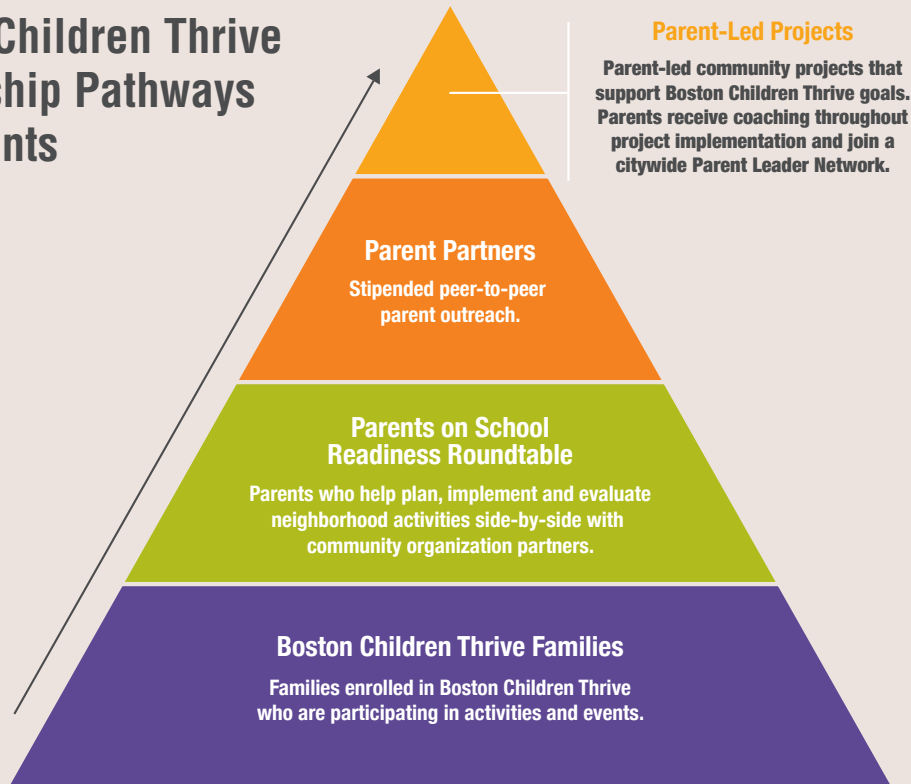 Children Thrive
ship Pathways
nts
Parent-Led Projects
Parent-led community projects that
support Boston Children Thrive goals.
Parents receive coaching throughout
project implementation and join a
citywide Parent Leader Network.
Parent Partners
Stipended peer-to-peer
parent outreach.
Parents on School
Readiness Roundtable
Parents who help plan, implement and evaluate
neighborhood activities side-by-side with
community organization partners.
Boston Children Thrive Families
Families enrolled in Boston Children Thrive
who are participating in activities and events.